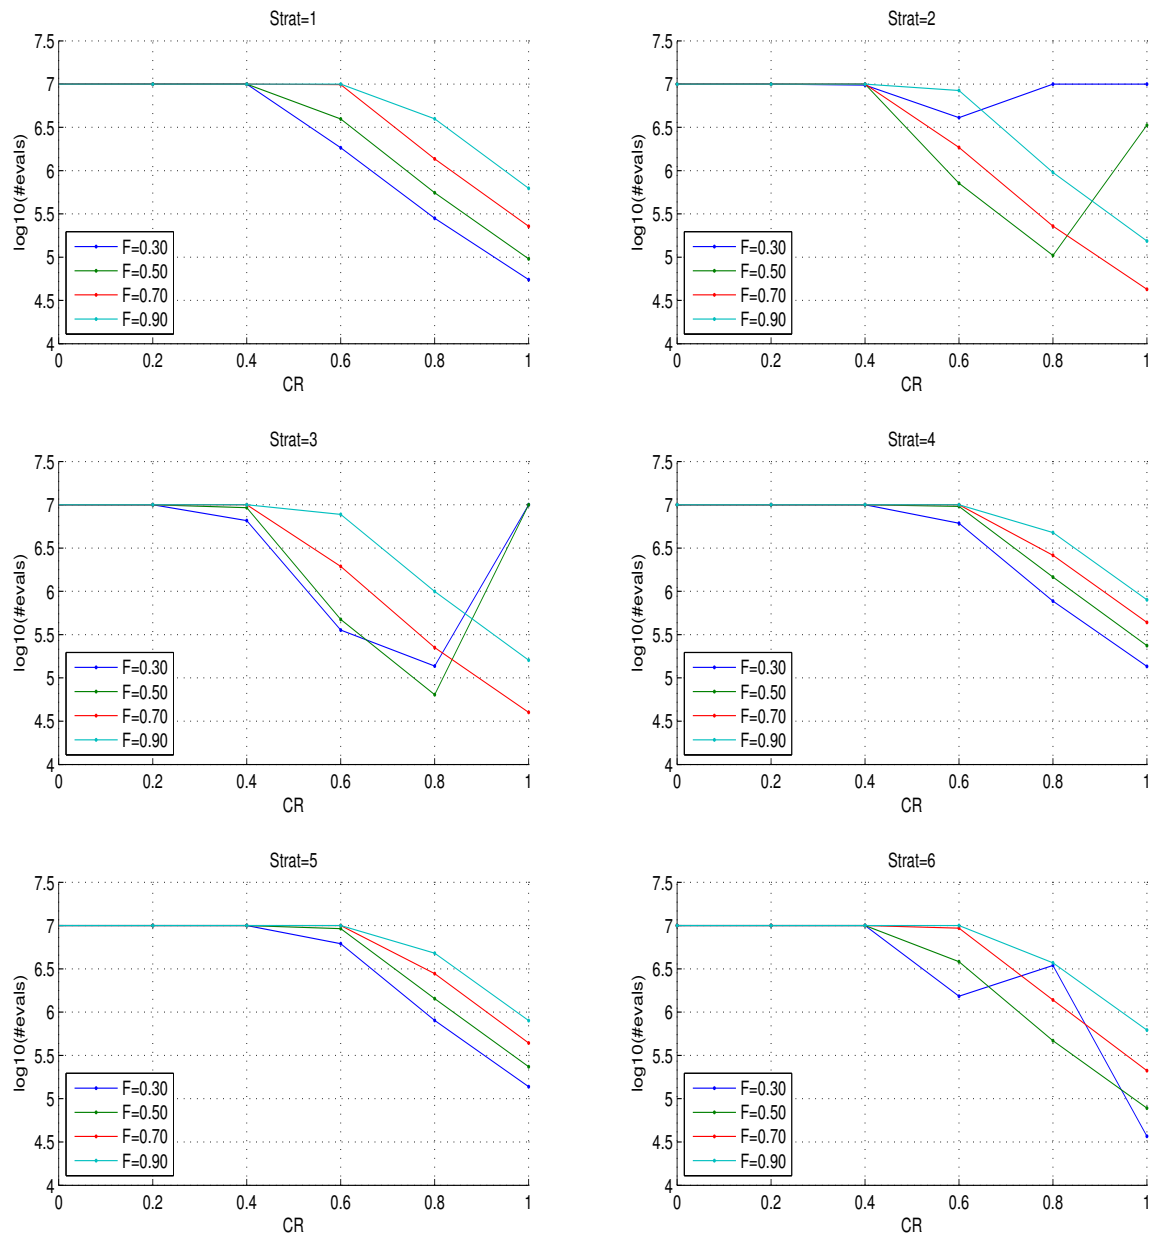 Strat=1
7.5
7
6.5
6
5.5
5
4.5
4
log10(#evals)
F=0.30
F=0.50
F=0.70
F=0.90
0 0.2 0.4 0.6 0.8 1
CR
Strat=2
7.5
7
6.5
6
5.5
5
4.5
4
log10(#evals)
F=0.30
F=0.50
F=0.70
F=0.90
0 0.2 0.4 0.6 0.8 1
CR
Strat=3
7.5
7
6.5
6
5.5
5
4.5
4
log10(#evals)
F=0.30
F=0.50
F=0.70
F=0.90
0 0.2 0.4 0.6 0.8 1
CR
Strat=4
7.5
7
6.5
6
5.5
5
4.5
4
log10(#evals)
F=0.30
F=0.50
F=0.70
F=0.90
0 0.2 0.4 0.6 0.8 1
CR
Strat=5
7.5
7
6.5
6
5.5
5
4.5
4
log10(#evals)
F=0.30
F=0.50
F=0.70
F=0.90
0 0.2 0.4 0.6 0.8 1
CR
Strat=6
7.5
7
6.5
6
5.5
5
4.5
4
log10(#evals)
F=0.30
F=0.50
F=0.70
F=0.90
0 0.2 0.4 0.6 0.8 1
CR